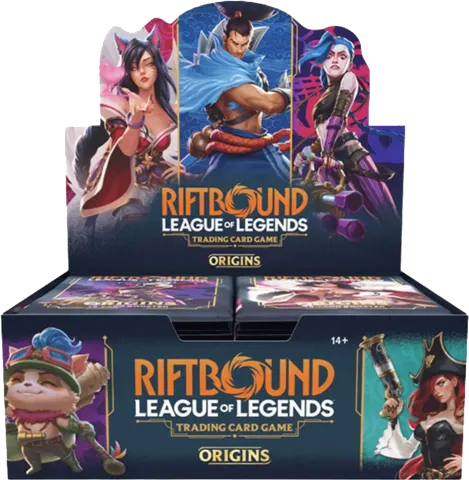 RIFTBOUND
LEAGUE OF LEGENDS
TRADING CARD GAME
ORIGINS
14+
RIFTBOUND
LEAGUE OF LEGENDS
TRADING CARD GAME
ORIGINS